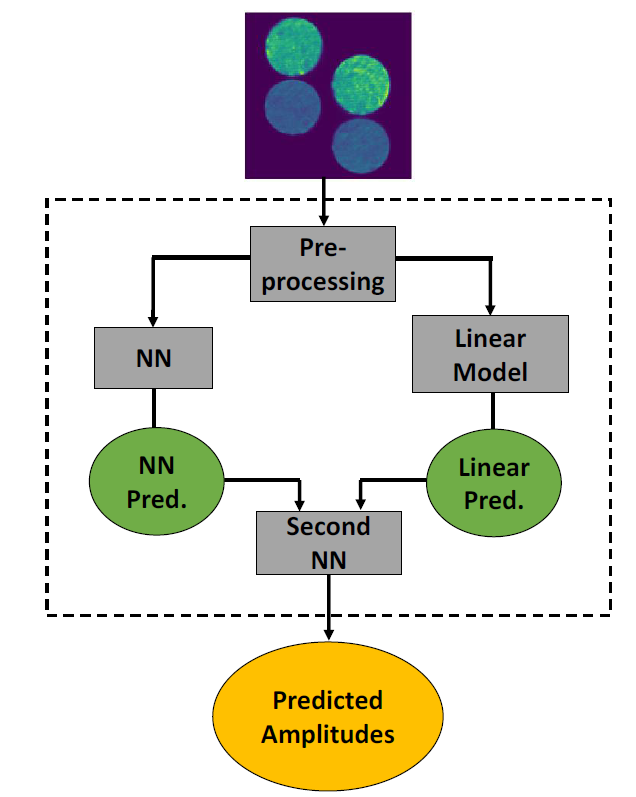 Pre-
processing
NN
Linear
Model
NN
Pred.
Linear
Pred.
Second
NN
Predicted
Amplitudes